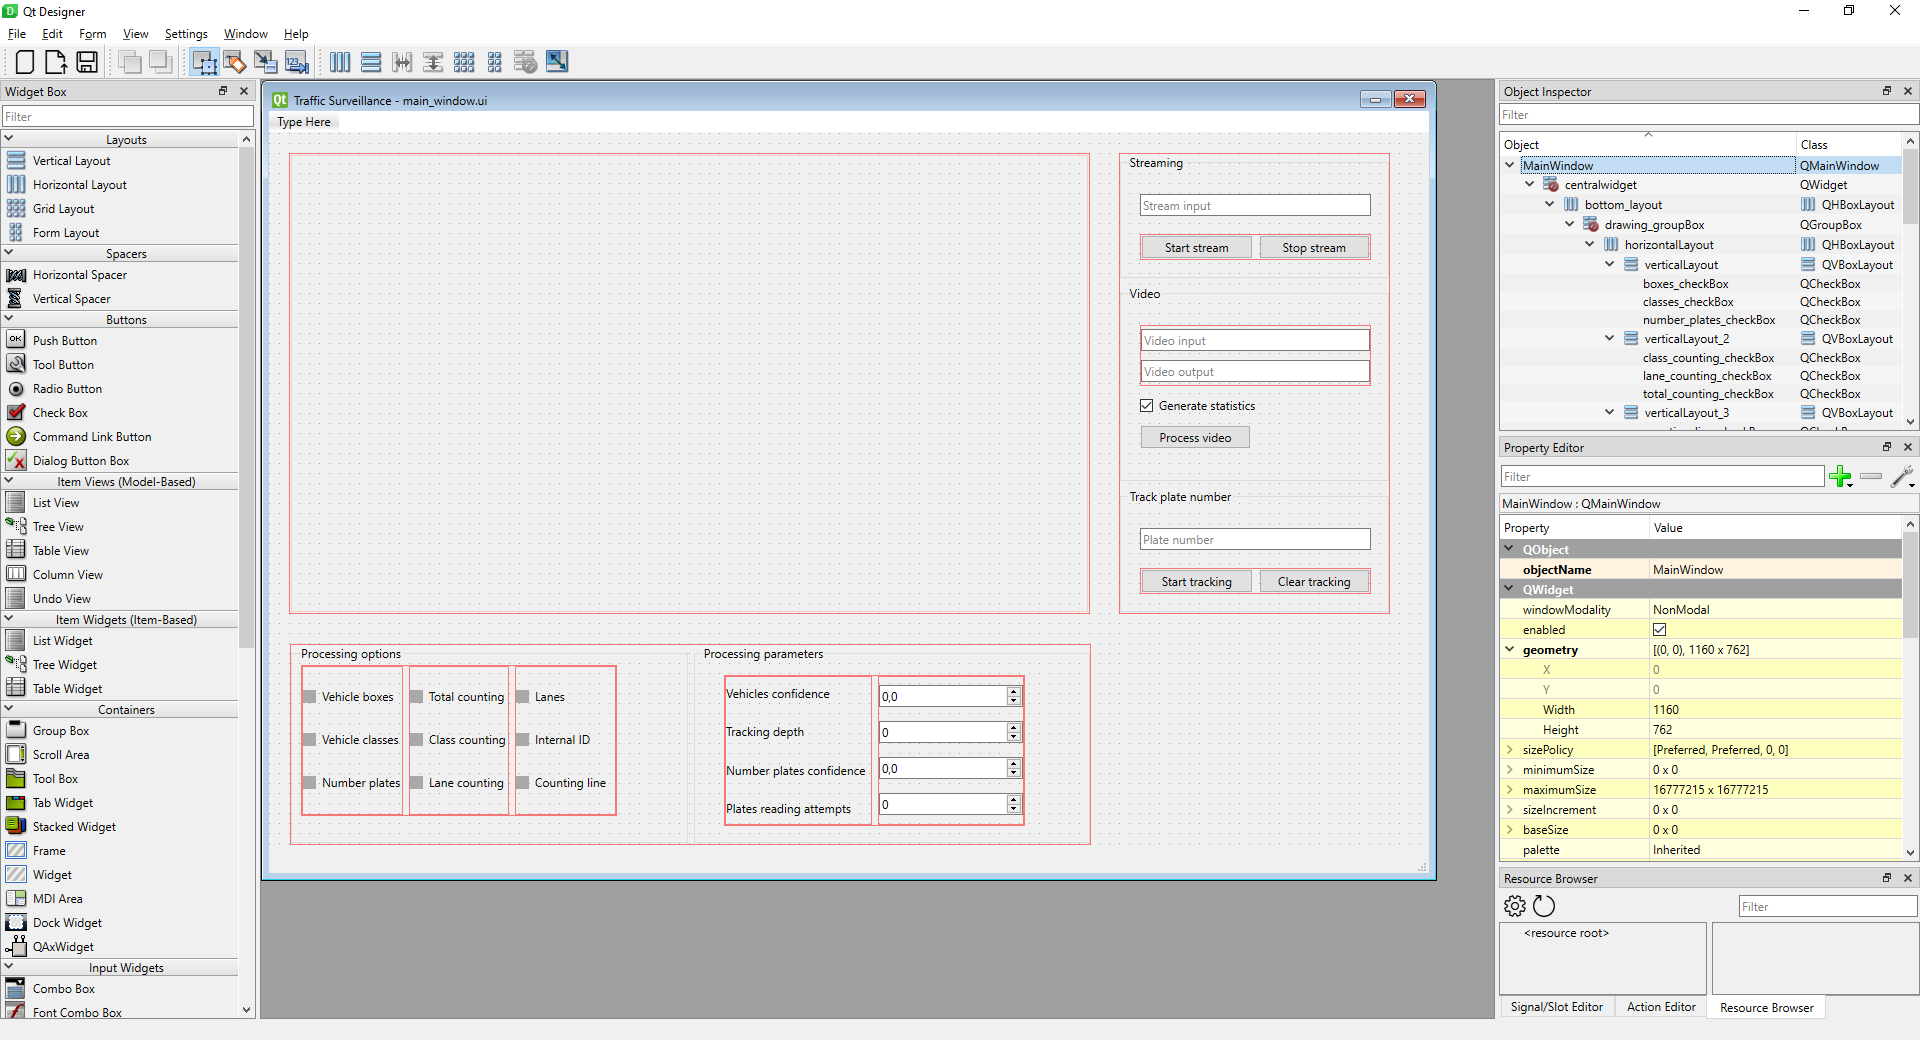 Qt Designer
File Edit Form View Settings Window Help
Widget Box
Filter
Layouts
Vertical Layout
Horizontal Layout
Grid Layout
Form Layout
Spacers
Horizontal Spacer
Vertical Spacer
Buttons
Push Button
Tool Button
Radio Button
Check Box
Command Link Button
Dialog Button Box
Item Views (Model-Based)
List View
Tree View
Table View
Column View
Undo View
Item Widgets (Item-Based)
List Widget
Tree Widget
Table Widget
Containers
Group Box
Scroll Area
Tool Box
Tab Widget
Stacked Widget
Frame
Widget
MDI Area
Dock Widget
QAxWidget
Input Widgets
Combo Box
Font Combo Box
Traffic Surveillance - main_window.ui
Type Here
Streaming
Stream input
Start stream Stop stream
Video
Video input
Video output
Generate statistics
Process video
Track plate number
Plate number
Start tracking Clear tracking
Processing options
Vehicle boxes Total counting Lanes
Vehicle classes Class counting Internal ID
Number plates Lane counting Counting line
Processing parameters
Vehicles confidence 0,0
Tracking depth 0
Number plates confidence 0,0
Plates reading attempts 0
Object Inspector
Filter
Object Class
MainWindow QMainWindow
centralwidget QWidget
bottom_layout QHBoxLayout
drawing_groupBox QGroupBox
horizontalLayout QHBoxLayout
verticalLayout QVBoxLayout
boxes_checkBox QCheckBox
classes_checkBox QCheckBox
number_plates_checkBox QCheckBox
verticalLayout_2 QVBoxLayout
class_counting_checkBox QCheckBox
lane_counting_checkBox QCheckBox
total_counting_checkBox QCheckBox
verticalLayout_3 QVBoxLayout
Property Editor
Filter
MainWindow : QMainWindow
Property Value
QObject
objectName MainWindow
QWidget
windowModality NonModal
enabled
geometry [(0, 0), 1160 x 762]
X 0
Y 0
Width 1160
Height 762
sizePolicy [Preferred, Preferred, 0, 0]
minimumSize 0 x 0
maximumSize 16777215 x 16777215
sizeIncrement 0 x 0
baseSize 0 x 0
palette Inherited
Resource Browser
Filter
<resource root>
Signal/Slot Editor Action Editor Resource Browser